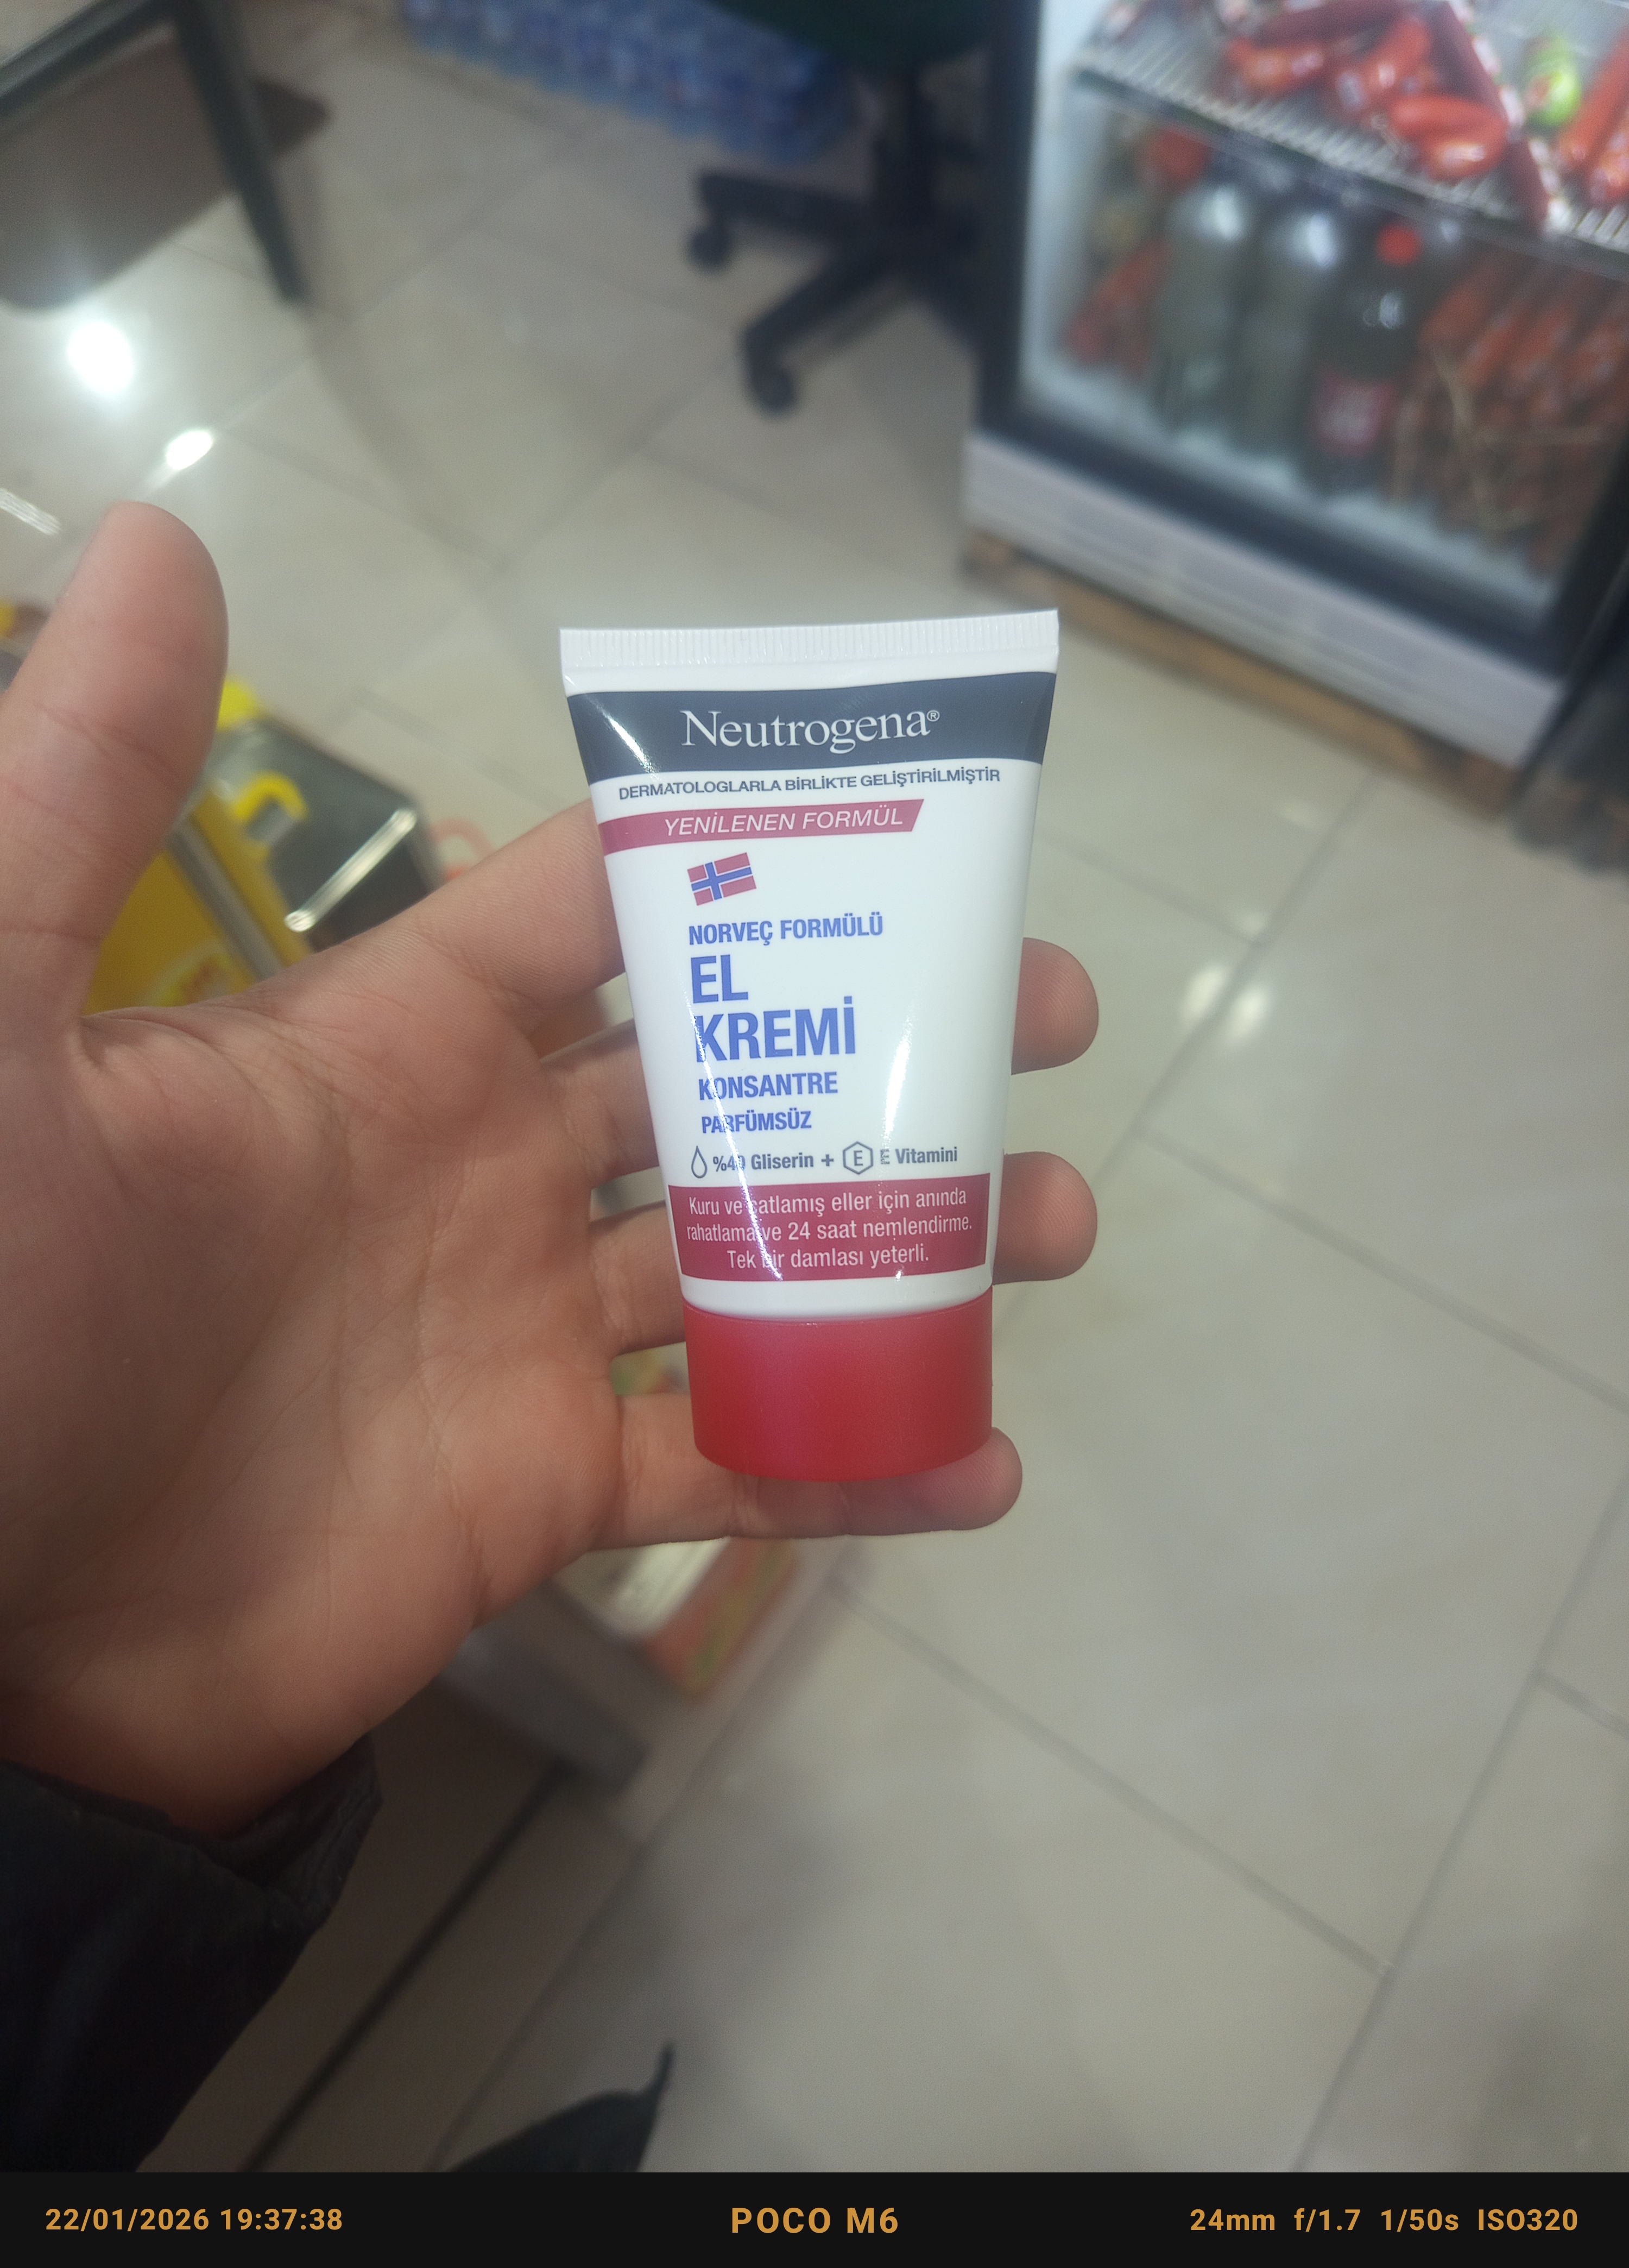 Neutrogena®
DERMATOLOGLARLA BİRLİKTE GELİŞTİRİLMİŞTİR
YENİLENEN FORMÜL
NORVEÇ FORMÜLÜ
EL
KREMİ
KONSANTRE
PARFÜMSÜZ
%40 Gliserin + E E Vitamini
Kuru ve çatlamış eller için anında
rahatlama ve 24 saat nemlendirme.
Tek bir damlası yeterli.
22/01/2026 19:37:38 POCO M6 24mm f/1.7 1/50s ISO320